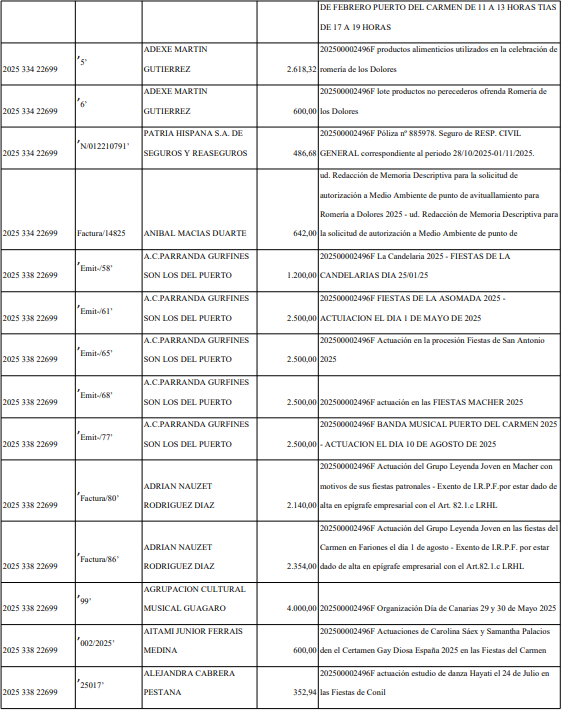 DE FEBRERO PUERTO DEL CARMEN DE 11 A 13 HORAS TIAS
DE 17 A 19 HORAS
2025 334 22699 '5' ADEXE MARTIN GUTIERREZ 2.618,32 202500002496F productos alimenticios utilizados en la celebración de
romería de los Dolores
2025 334 22699 '6' ADEXE MARTIN GUTIERREZ 600,00 202500002496F lote productos no perecederos ofrenda Romería de
los Dolores
2025 334 22699 'N/012210791' PATRIA HISPANA S.A. DE SEGUROS Y REASEGUROS 486,68 202500002496F Póliza nº 885978. Seguro de RESP. CIVIL
GENERAL correspondiente al periodo 28/10/2025-01/11/2025.
ud. Redacción de Memoria Descriptiva para la solicitud de
autorización a Medio Ambiente de punto de avituallamiento para
Romería a Dolores 2025 - ud. Redacción de Memoria Descriptiva para
2025 334 22699 Factura/14825 ANIBAL MACIAS DUARTE 642,00 la solicitud de autorización a Medio Ambiente de punto de
2025 338 22699 'Emit-/58' A.C.PARRANDA GURFINES SON LOS DEL PUERTO 1.200,00 202500002496F La Candelaria 2025 - FIESTAS DE LA
CANDELARIAS DIA 25/01/25
2025 338 22699 'Emit-/61' A.C.PARRANDA GURFINES SON LOS DEL PUERTO 2.500,00 202500002496F FIESTAS DE LA ASOMADA 2025 -
ACTUIACION EL DIA 1 DE MAYO DE 2025
2025 338 22699 'Emit-/65' A.C.PARRANDA GURFINES SON LOS DEL PUERTO 2.500,00 202500002496F Actuación en la procesión Fiestas de San Antonio
2025
2025 338 22699 'Emit-/68' A.C.PARRANDA GURFINES SON LOS DEL PUERTO 2.500,00 202500002496F actuación en las FIESTAS MACHER 2025
2025 338 22699 'Emit-/77' A.C.PARRANDA GURFINES SON LOS DEL PUERTO 2.500,00 202500002496F BANDA MUSICAL PUERTO DEL CARMEN 2025
- ACTUACION EL DIA 10 DE AGOSTO DE 2025
2025 338 22699 'Factura/80' ADRIAN NAUZET RODRIGUEZ DIAZ 2.140,00 202500002496F Actuación del Grupo Leyenda Joven en Macher con
motivos de sus fiestas patronales - Exento de I.R.P.F.por estar dado de
alta en epígrafe empresarial con el Art. 82.1.c LRHL
2025 338 22699 'Factura/86' ADRIAN NAUZET RODRIGUEZ DIAZ 2.354,00 202500002496F Actuación del Grupo Leyenda Joven en las fiestas del
Carmen en Fariones el día 1 de agosto - Exento de I.R.P.F. por estar
dado de alta en epígrafe empresarial con el Art.82.1.c LRHL
2025 338 22699 '99' AGRUPACION CULTURAL MUSICAL GUAGARO 4.000,00 202500002496F Organización Día de Canarias 29 y 30 de Mayo 2025
2025 338 22699 '002/2025' AITAMI JUNIOR FERRAIS MEDINA 600,00 202500002496F Actuaciones de Carolina Sáex y Samantha Palacios
den el Certamen Gay Diosa España 2025 en las Fiestas del Carmen
2025 338 22699 '25017' ALEJANDRA CABRERA PESTANA 352,94 202500002496F actuación estudio de danza Hayati el 24 de Julio en
las Fiestas de Conil